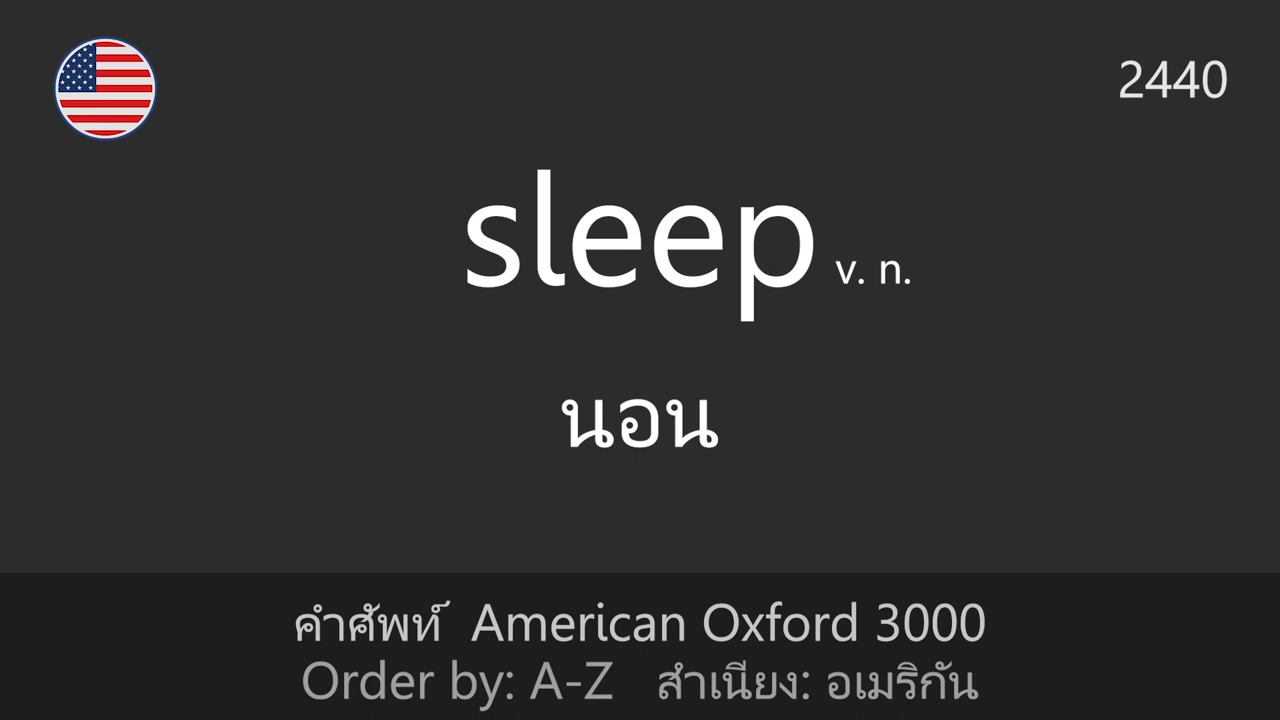 2440
sleep v. n.
นอน
คำศัพท์ American Oxford 3000
Order by: A-Z สำเนียง: อเมริกัน